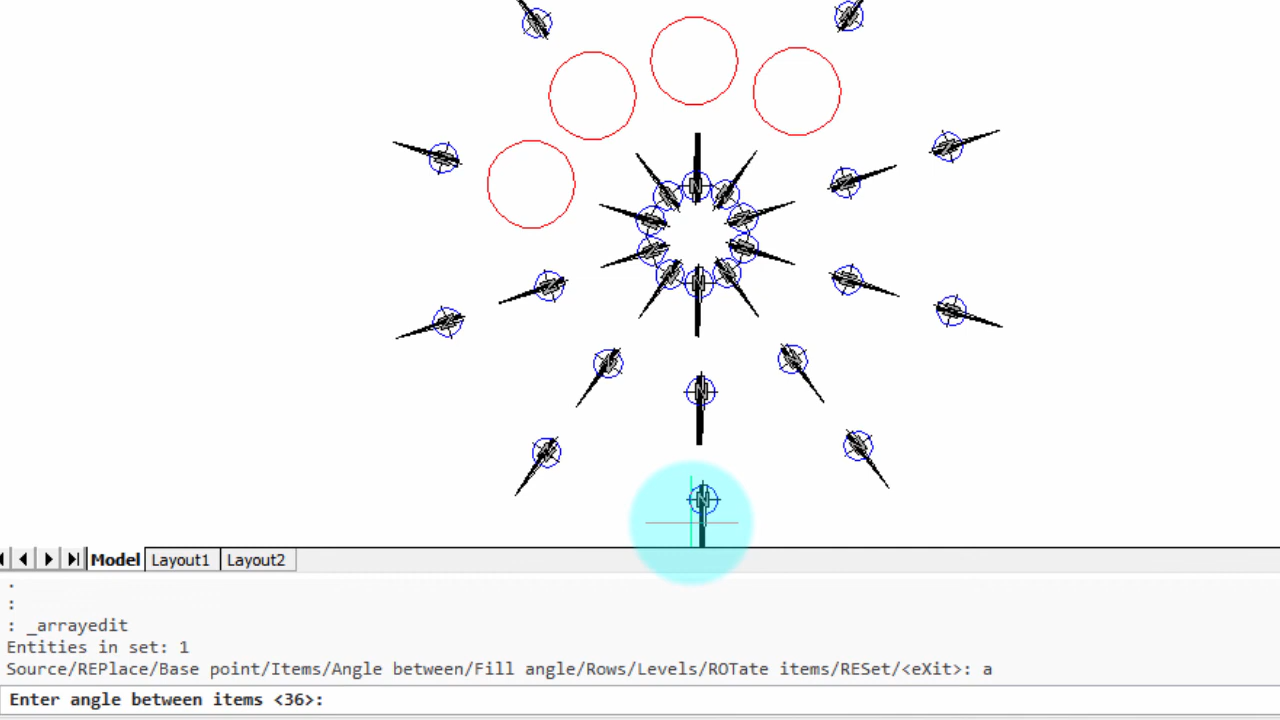 N
N
N
N
N
Model Layout1 Layout2
:
:
: _arrayedit
Entities in set: 1
Source/REPlace/Base point/Items/Angle between/Fill angle/Rows/Levels/ROTate items/RESet/<eXit>: a
Enter angle between items <36>: